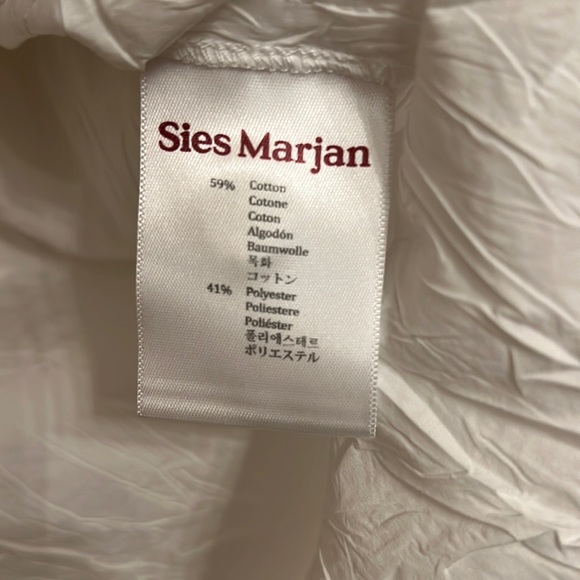 Sies Marjan
59% Cotton
Cotone
Coton
Algodón
Baumwolle
목화
コットン
41% Polyester
Poliestere
Poliéster
폴리애스테르
ポリエステル